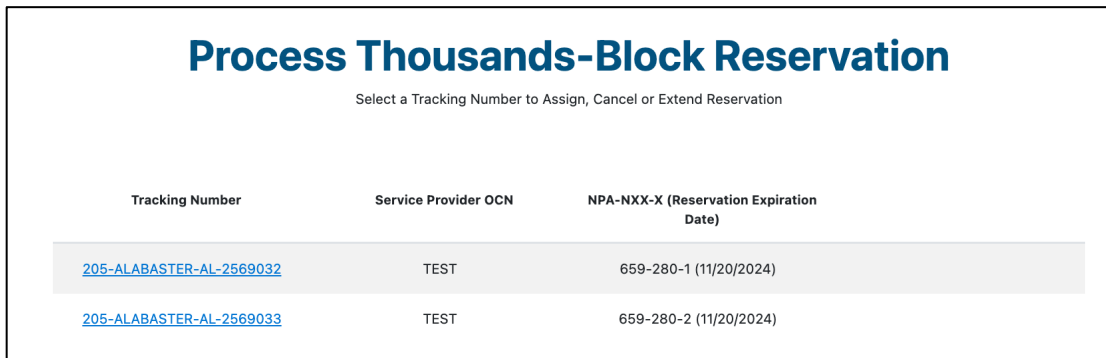 Process Thousands-Block Reservation
Select a Tracking Number to Assign, Cancel or Extend Reservation
Tracking Number Service Provider OCN NPA-NXX-X (Reservation Expiration Date)
205-ALABASTER-AL-2569032 TEST 659-280-1 (11/20/2024)
205-ALABASTER-AL-2569033 TEST 659-280-2 (11/20/2024)